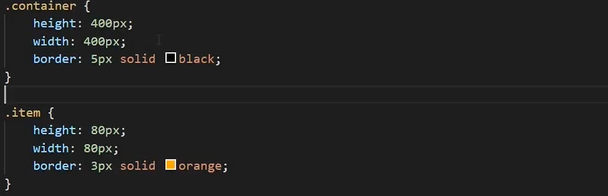 .container {
    height: 400px;
    width: 400px;
    border: 5px solid black;
}

.item {
    height: 80px;
    width: 80px;
    border: 3px solid orange;
}